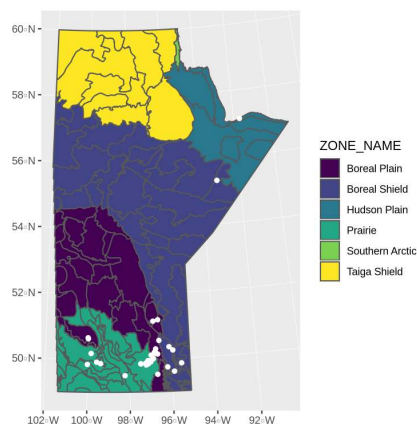 60°N
58°N
56°N
54°N
52°N
50°N
102°W 100°W 98°W 96°W 94°W 92°W
ZONE_NAME
Boreal Plain
Boreal Shield
Hudson Plain
Prairie
Southern Arctic
Taiga Shield